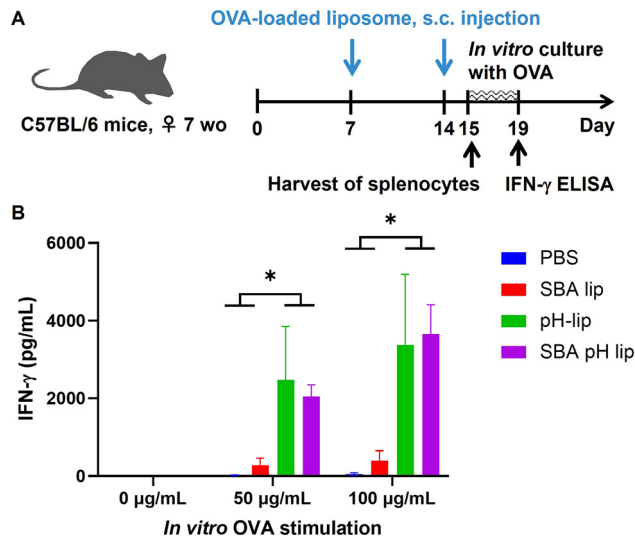 A
OVA-loaded liposome, s.c. injection
In vitro culture
with OVA
C57BL/6 mice, ♀ 7 wo
0 7 14 15 19 Day
Harvest of splenocytes
IFN-γ ELISA
B
IFN-γ (pg/mL)
6000
4000
2000
0
*
*
0 µg/mL 50 µg/mL 100 µg/mL
In vitro OVA stimulation
PBS
SBA lip
pH-lip
SBA pH lip